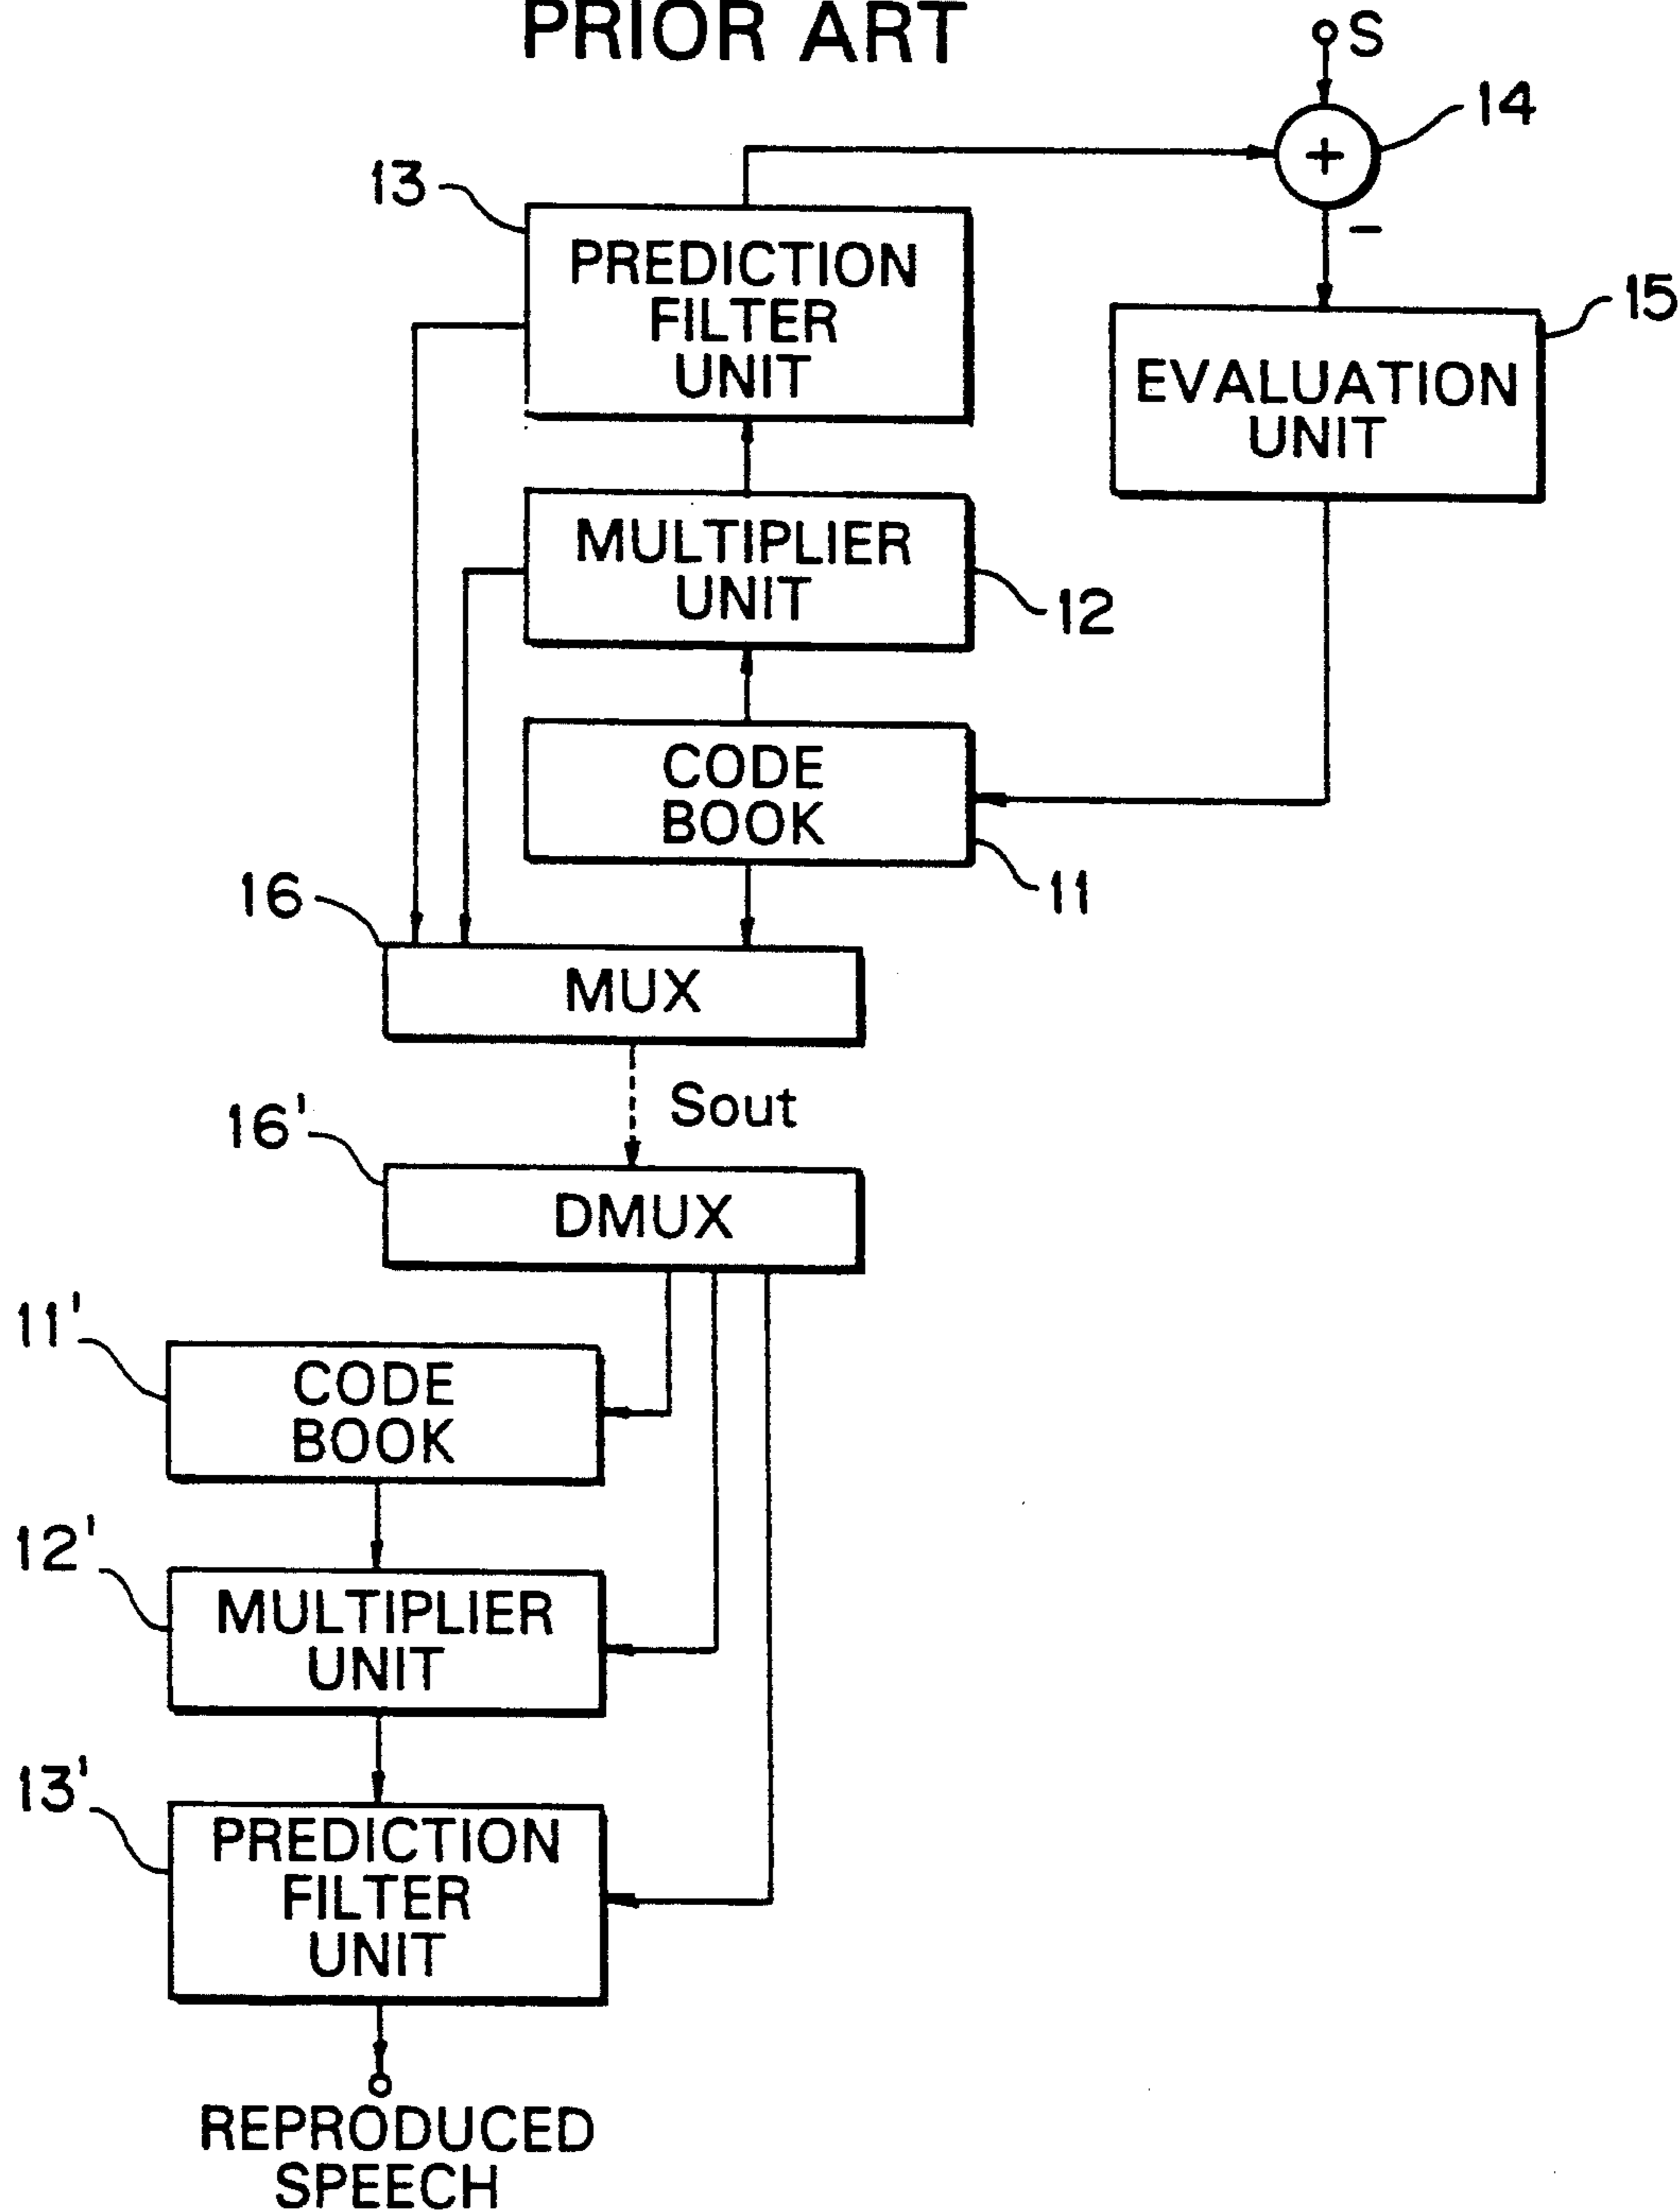 PRIOR ART
S
14
+
13
PREDICTION
FILTER
UNIT
−
15
EVALUATION
UNIT
MULTIPLIER
UNIT
12
CODE
BOOK
11
16
MUX
Sout
16'
DMUX
11'
CODE
BOOK
12'
MULTIPLIER
UNIT
13'
PREDICTION
FILTER
UNIT
REPRODUCED
SPEECH